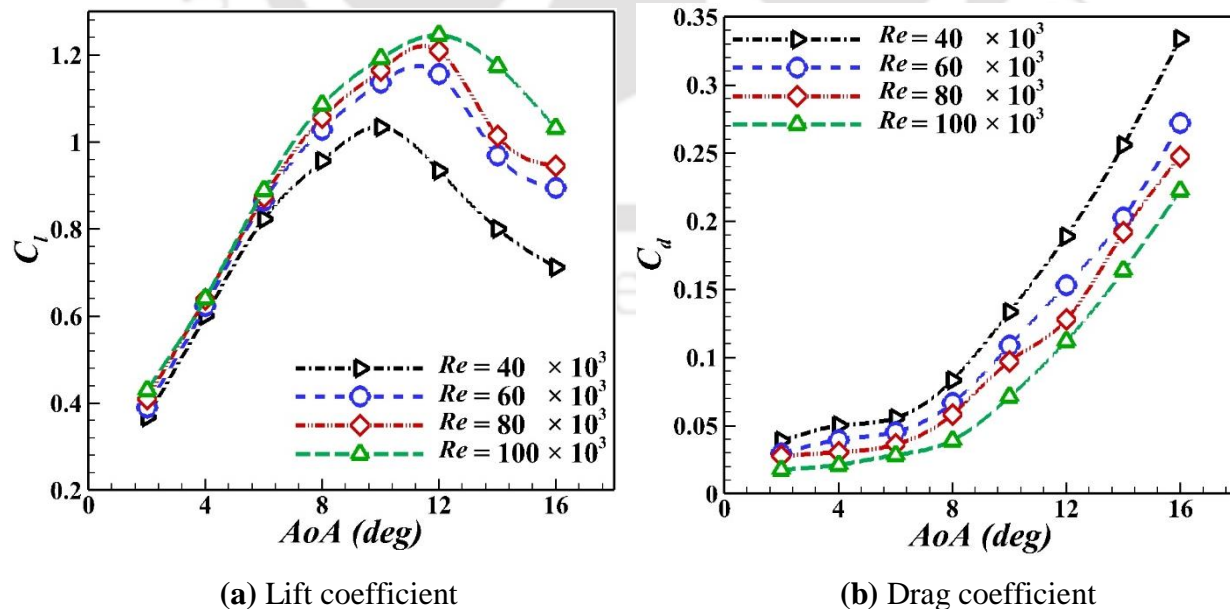 1.2
1
0.8
0.6
0.4
0.2
C_l
Re = 40 × 10³
Re = 60 × 10³
Re = 80 × 10³
Re = 100 × 10³
0 4 8 12 16
AoA (deg)
(a) Lift coefficient
0.35
0.3
0.25
0.2
0.15
0.1
0.05
0
C_d
Re = 40 × 10³
Re = 60 × 10³
Re = 80 × 10³
Re = 100 × 10³
0 4 8 12 16
AoA (deg)
(b) Drag coefficient